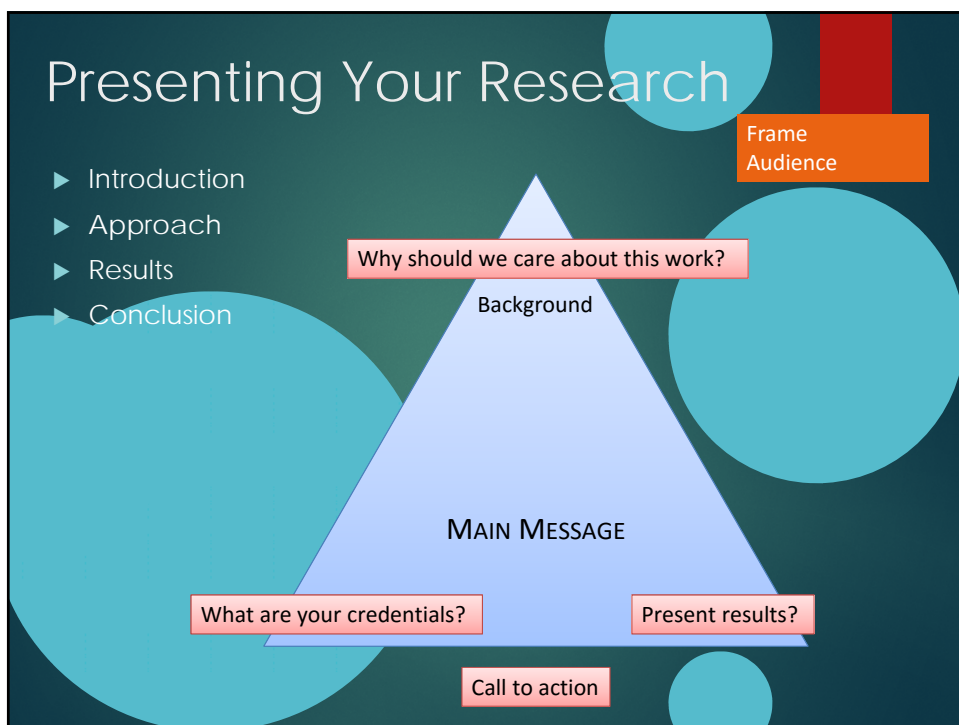 Presenting Your Research
Frame
Audience
Introduction
Approach
Results
Conclusion
Why should we care about this work?
Background
MAIN MESSAGE
What are your credentials?
Present results?
Call to action